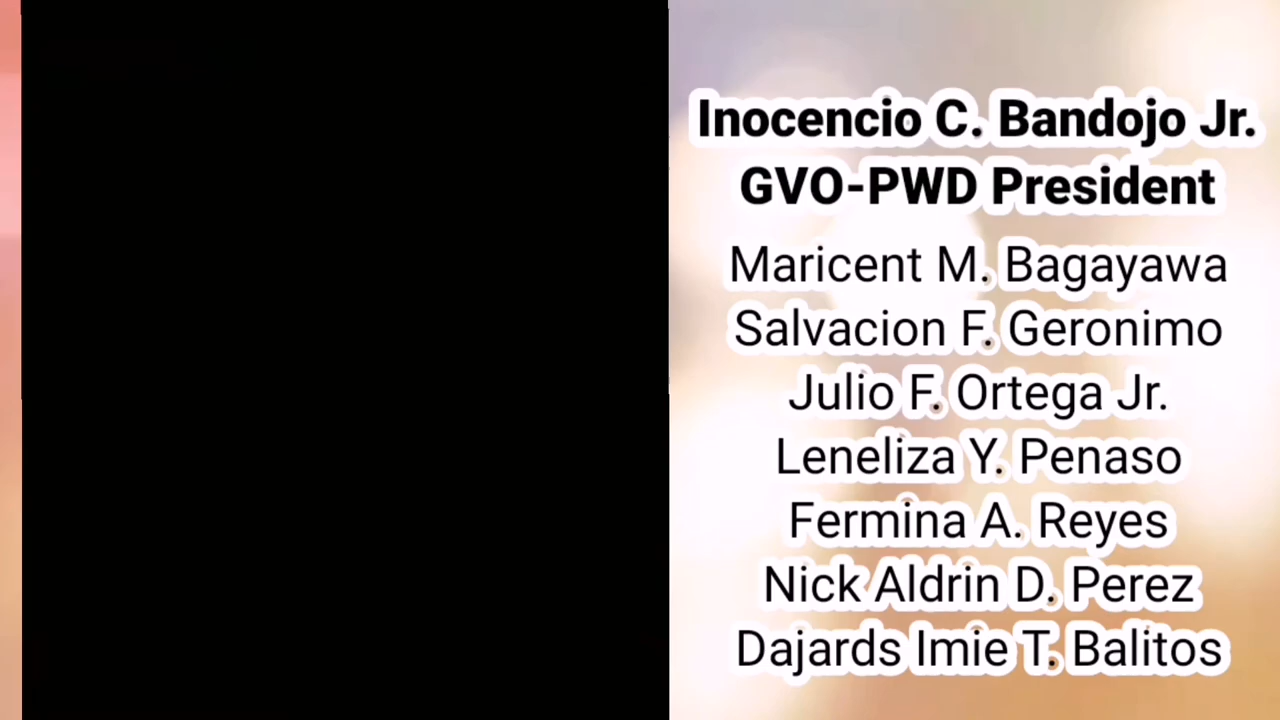 Inocencio C. Bandojo Jr.
GVO-PWD President
Maricent M. Bagayawa
Salvacion F. Geronimo
Julio F. Ortega Jr.
Leneliza Y. Penaso
Fermina A. Reyes
Nick Aldrin D. Perez
Dajards Imie T. Balitos